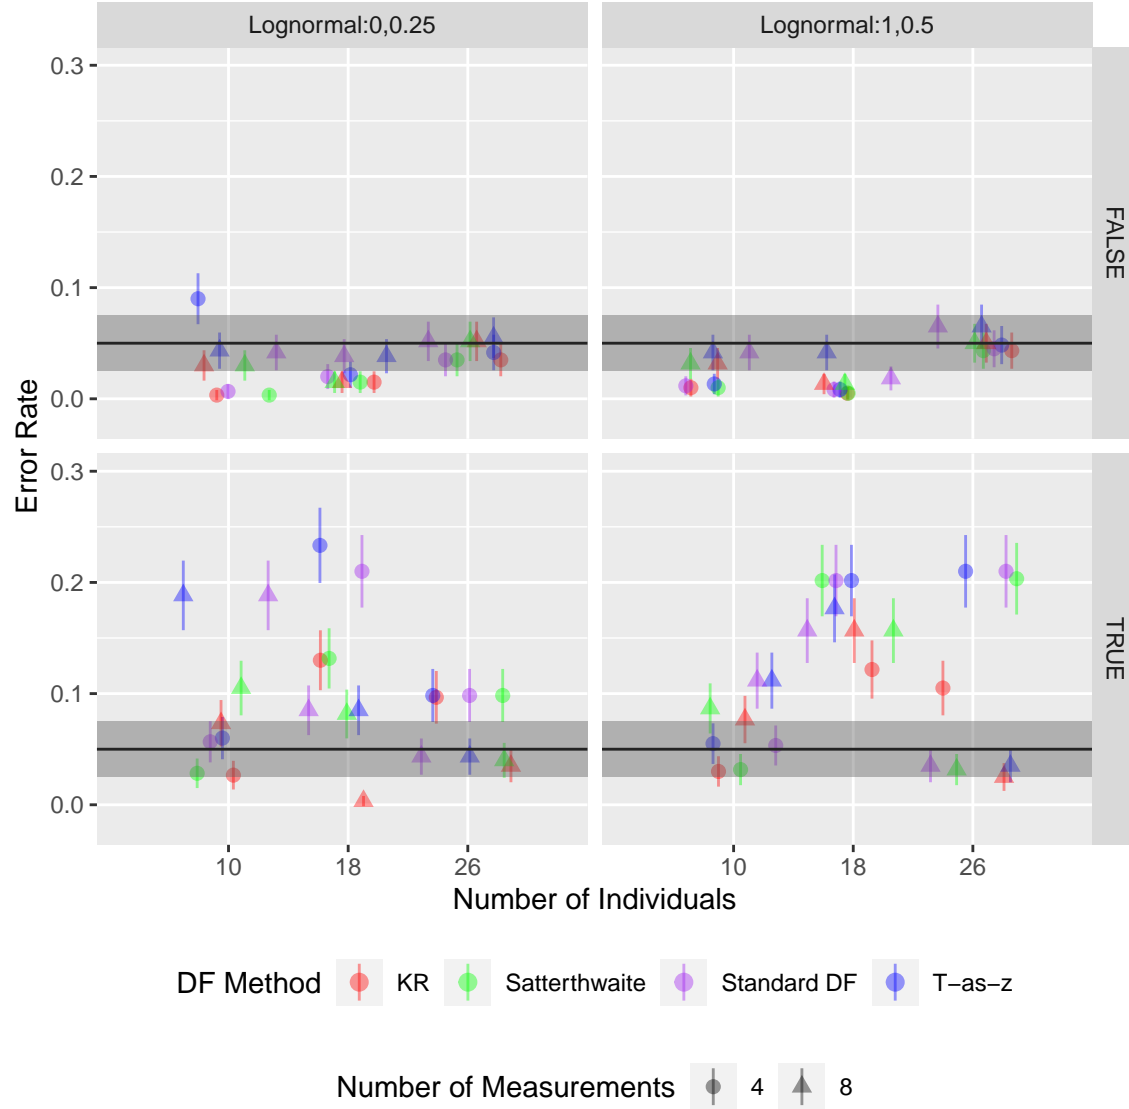 Lognormal:0,0.25
Lognormal:1,0.5
Error Rate
0.3
0.2
0.1
0.0
FALSE
0.3
0.2
0.1
0.0
TRUE
10 18 26
10 18 26
Number of Individuals
DF Method KR Satterthwaite Standard DF T−as−z
Number of Measurements 4 8